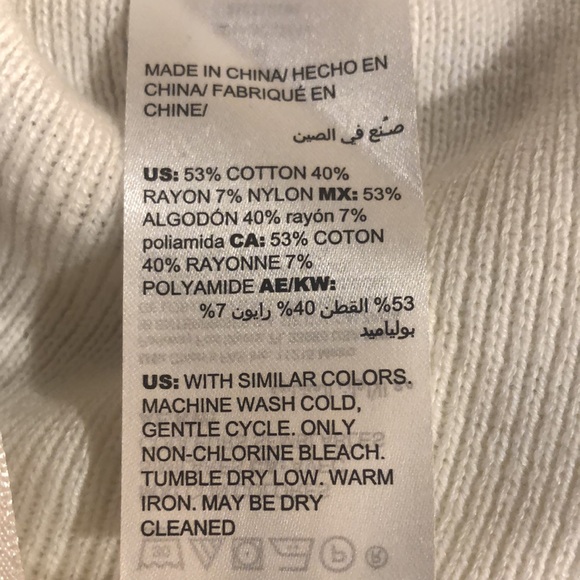 MADE IN CHINA/ HECHO EN
CHINA/ FABRIQUÉ EN
CHINE/
صنّع في الصين
US: 53% COTTON 40%
RAYON 7% NYLON MX: 53%
ALGODÓN 40% rayón 7%
poliamida CA: 53% COTON
40% RAYONNE 7%
POLYAMIDE AE/KW:
53% القطن 40% رايون 7%
بولياميد
US: WITH SIMILAR COLORS.
MACHINE WASH COLD,
GENTLE CYCLE. ONLY
NON-CHLORINE BLEACH.
TUMBLE DRY LOW. WARM
IRON. MAY BE DRY
CLEANED